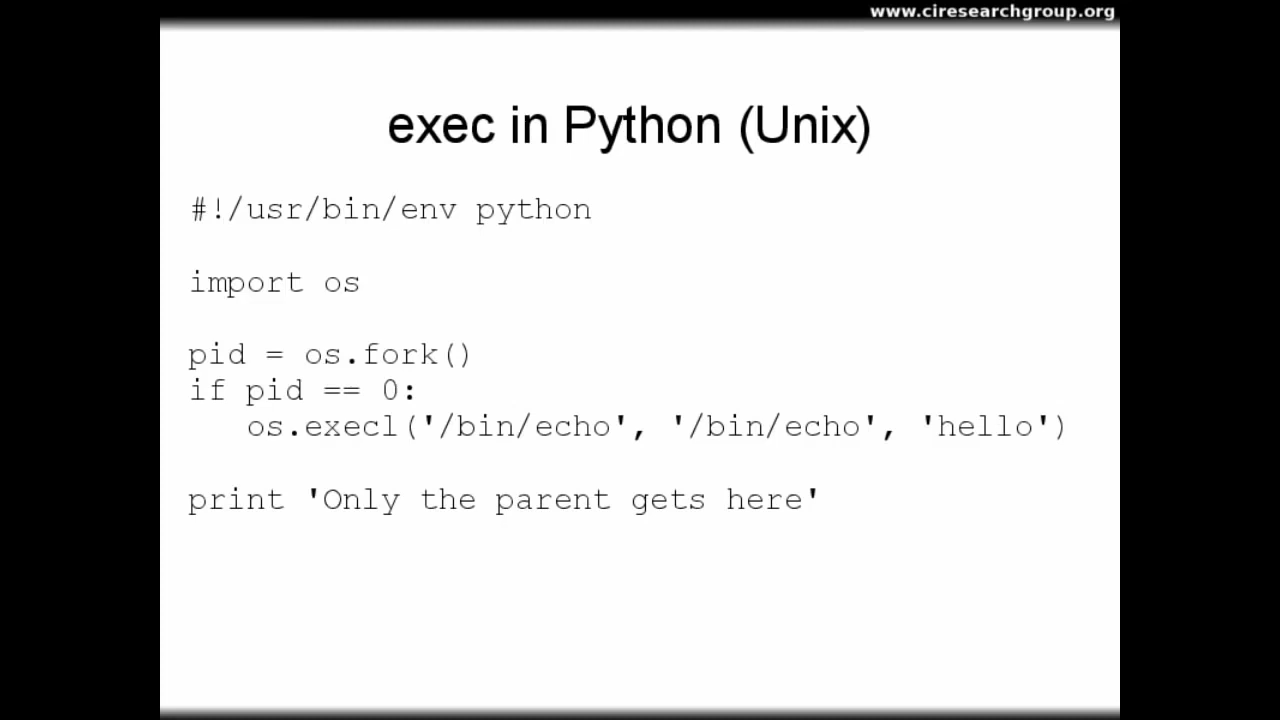 www.ciresearchgroup.org
exec in Python (Unix)
#!/usr/bin/env python
import os
pid = os.fork()
if pid == 0:
   os.execl('/bin/echo', '/bin/echo', 'hello')
print 'Only the parent gets here'